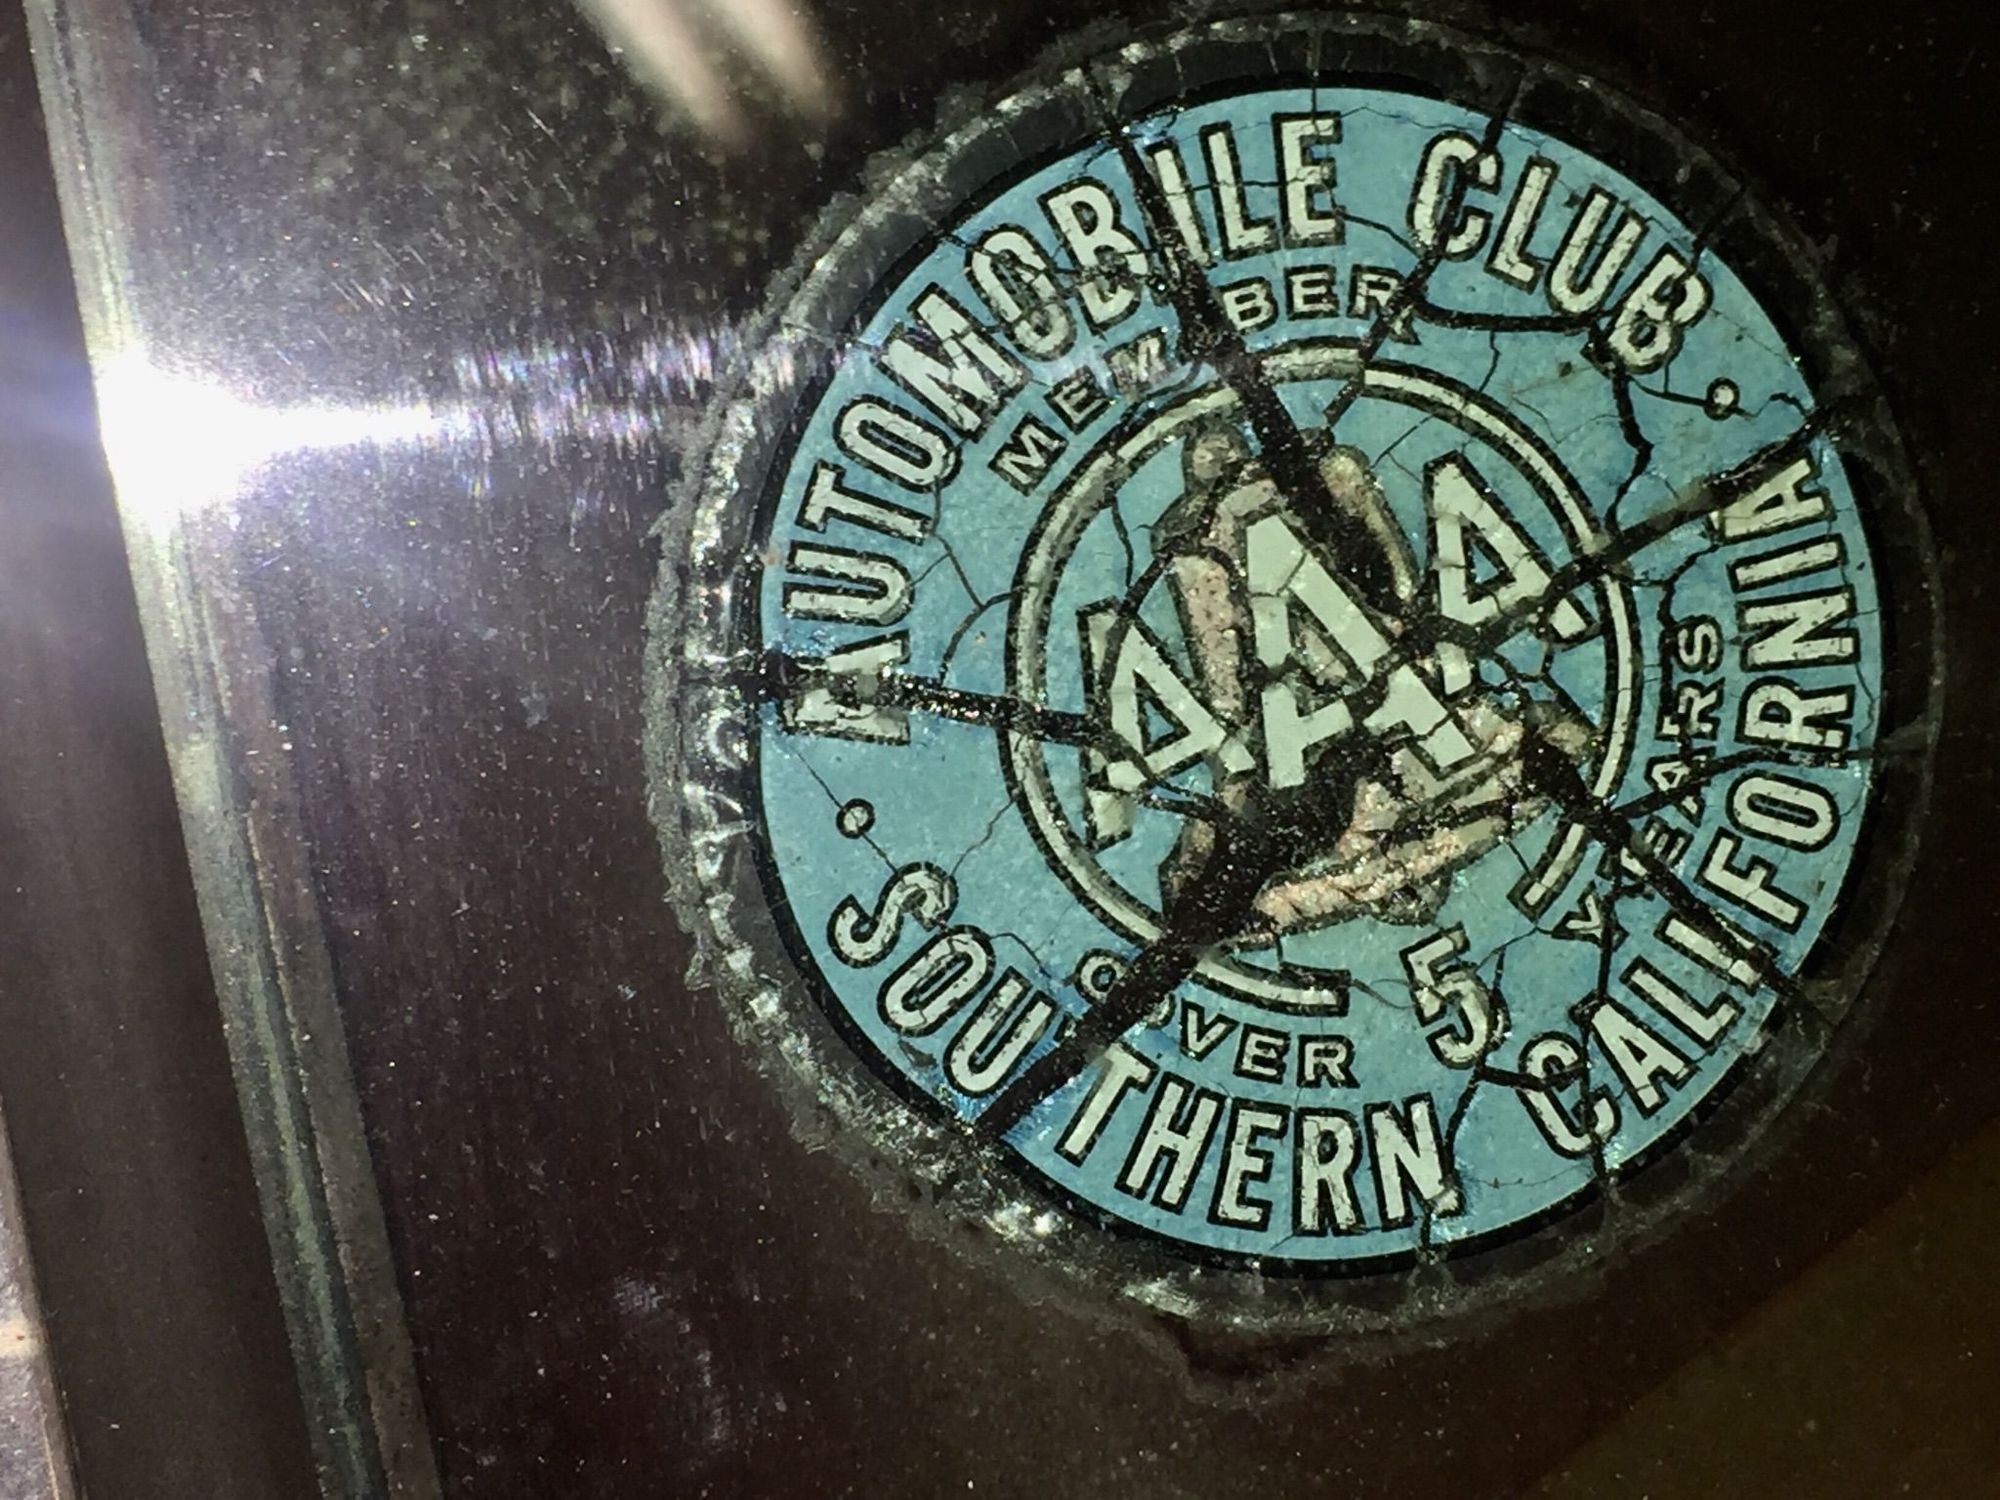 AUTOMOBILE CLUB
MEMBER
AAA
OVER 5 YEARS
SOUTHERN CALIFORNIA